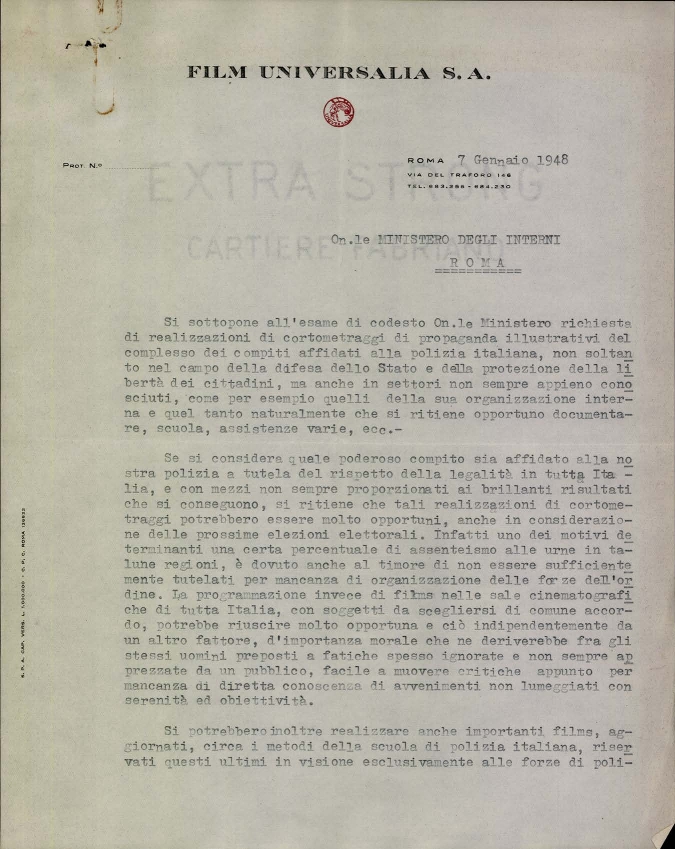 FILM UNIVERSALIA S. A.
PROT. N.º
ROMA 7 Gennaio 1948
VIA DEL TRAFORO 146
TEL. 683.366 - 684.230
EXTRA STRONG
CARTIERE FABRIANO
On.le MINISTERO DEGLI INTERNI
R O M A
Si sottopone all'esame di codesto On.le Ministero richiesta
di realizzazioni di cortometraggi di propaganda illustrativi del
complesso dei compiti affidati alla polizia italiana, non soltan
to nel campo della difesa dello Stato e della protezione della li
bertà dei cittadini, ma anche in settori non sempre appieno cono
sciuti, come per esempio quelli della sua organizzazione inter-
na e quel tanto naturalmente che si ritiene opportuno documenta-
re, scuola, assistenze varie, ecc.-
Se si considera quele poderoso compito sia affidato alla no
stra polizia a tutela del rispetto della legalità in tutta Ita -
lia, e con mezzi non sempre proporzionati ai brillanti risultati
che si conseguono, si ritiene che tali realizzazioni di cortome-
traggi potrebbero essere molto opportuni, anche in considerazio-
ne delle prossime elezioni elettorali. Infatti uno dei motivi de
terminanti una certa percentuale di assenteismo alle urne in ta-
lune regioni, è dovuto anche al timore di non essere sufficiente
mente tutelati per mancanza di organizzazione delle forze dell'or
dine. La programmazione invece di films nelle sale cinematografi
che di tutta Italia, con soggetti da scegliersi di comune accor-
do, potrebbe riuscire molto opportuna e ciò indipendentemente da
un altro fattore, d'importanza morale che ne deriverebbe fra gli
stessi uomini preposti a fatiche spesso ignorate e non sempre ap
prezzate da un pubblico, facile a muovere critiche appunto per
mancanza di diretta conoscenza di avvenimenti non lumeggiati con
serenità ed obiettività.
Si potrebberoinoltre realizzare anche importanti films, ag-
giornati, circa i metodi della scuola di polizia italiana, riser
vati questi ultimi in visione esclusivamente alle forze di poli-